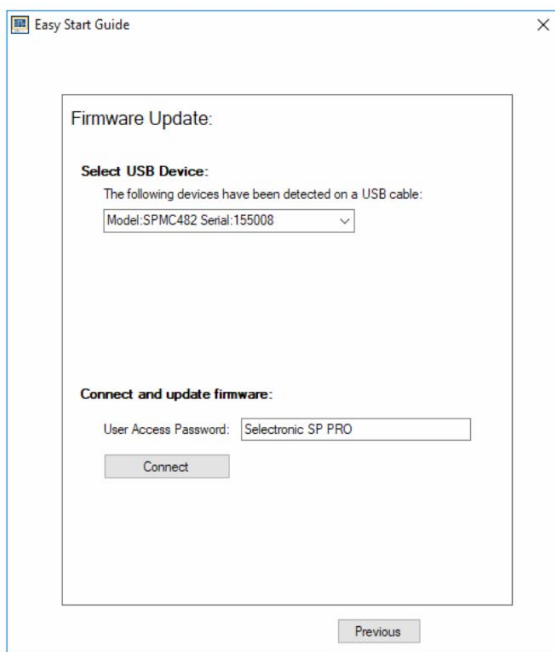 Easy Start Guide
Firmware Update:
Select USB Device:
The following devices have been detected on a USB cable:
Model:SPMC482 Serial:155008
Connect and update firmware:
User Access Password: Selectronic SP PRO
Connect
Previous